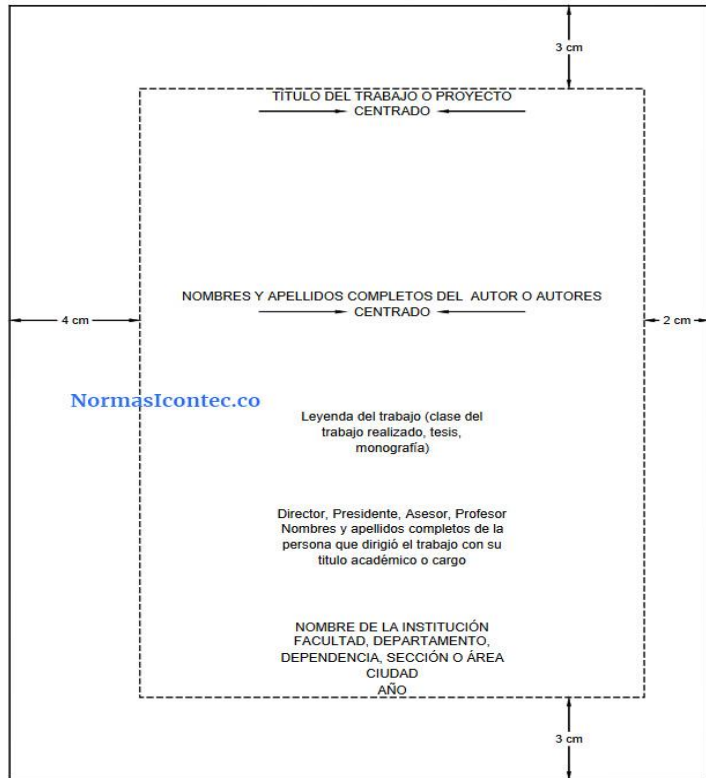 3 cm
TITULO DEL TRABAJO O PROYECTO
CENTRADO
NOMBRES Y APELLIDOS COMPLETOS DEL AUTOR O AUTORES
CENTRADO
4 cm
2 cm
NormasIcontec.co
Leyenda del trabajo (clase del
trabajo realizado, tesis,
monografía)
Director, Presidente, Asesor, Profesor
Nombres y apellidos completos de la
persona que dirigió el trabajo con su
titulo académico o cargo
NOMBRE DE LA INSTITUCIÓN
FACULTAD, DEPARTAMENTO,
DEPENDENCIA, SECCIÓN O ÁREA
CIUDAD
AÑO
3 cm